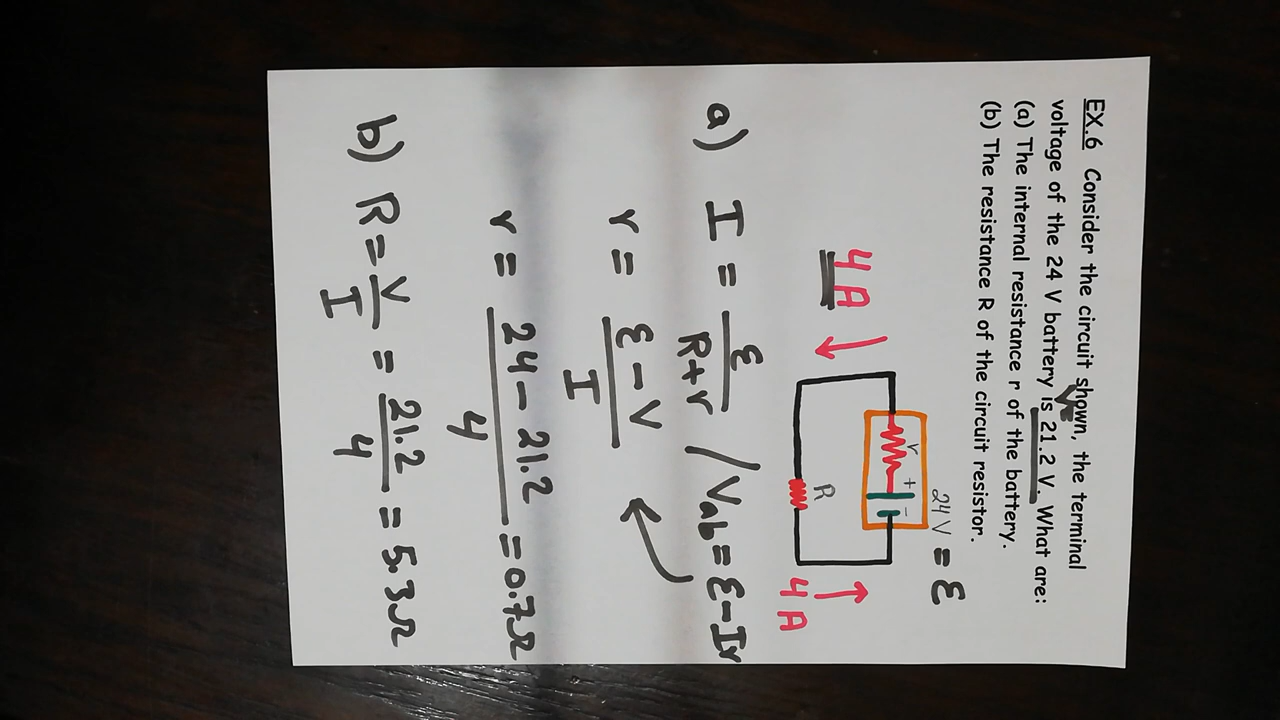 EX.6 Consider the circuit shown, the terminal
voltage of the 24 V battery is 21.2 V. What are:
(a) The internal resistance r of the battery.
(b) The resistance R of the circuit resistor.
V
24 V = ε
r + -
R
4A
4A
a) I = ε/(R+r) / Vab = ε-Ir
r = (ε-V)/I
r = (24-21.2)/4 = 0.7Ω
b) R = V/I = 21.2/4 = 5.3Ω